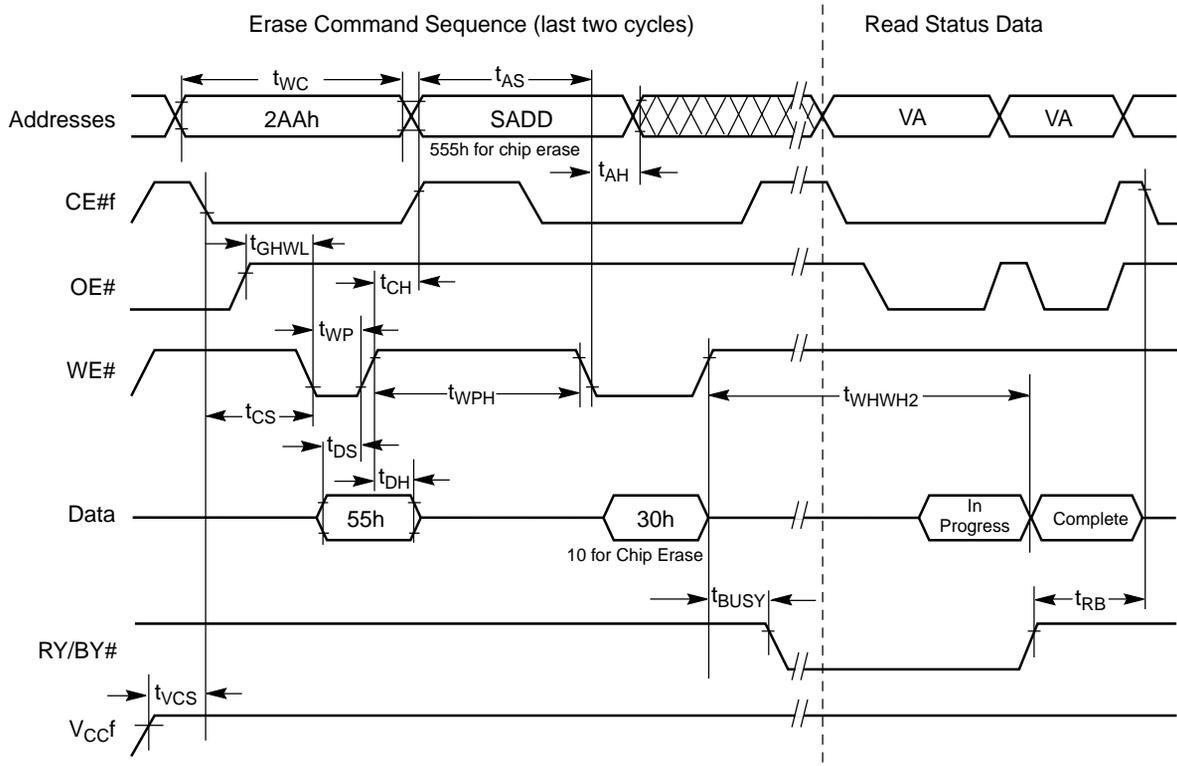 Erase Command Sequence (last two cycles)
Read Status Data
tWC
tAS
Addresses
2AAh
SADD
VA
VA
555h for chip erase
tAH
CE#f
tGHWL
tCH
OE#
tWP
WE#
tWPH
tWHWH2
tCS
tDS
tDH
Data
55h
30h
In
Progress
Complete
10 for Chip Erase
tBUSY
tRB
RY/BY#
tVCS
VCCf